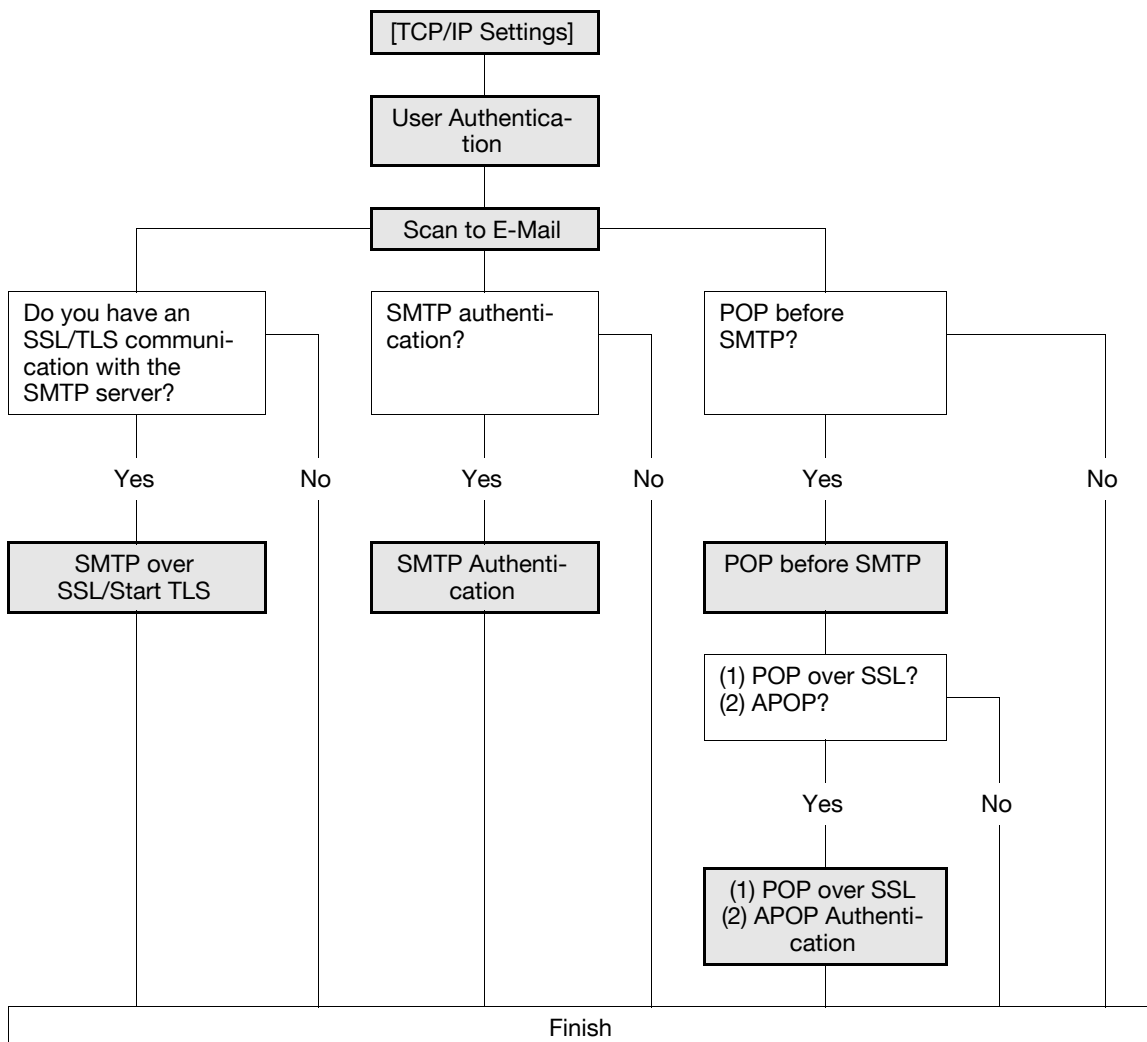 [TCP/IP Settings]
User Authentica-
tion
Scan to E-Mail
Do you have an
SSL/TLS communi-
cation with the
SMTP server?
SMTP authenti-
cation?
POP before
SMTP?
Yes
No
Yes
No
Yes
No
SMTP over
SSL/Start TLS
SMTP Authenti-
cation
POP before SMTP
(1) POP over SSL?
(2) APOP?
Yes
No
(1) POP over SSL
(2) APOP Authenti-
cation
Finish